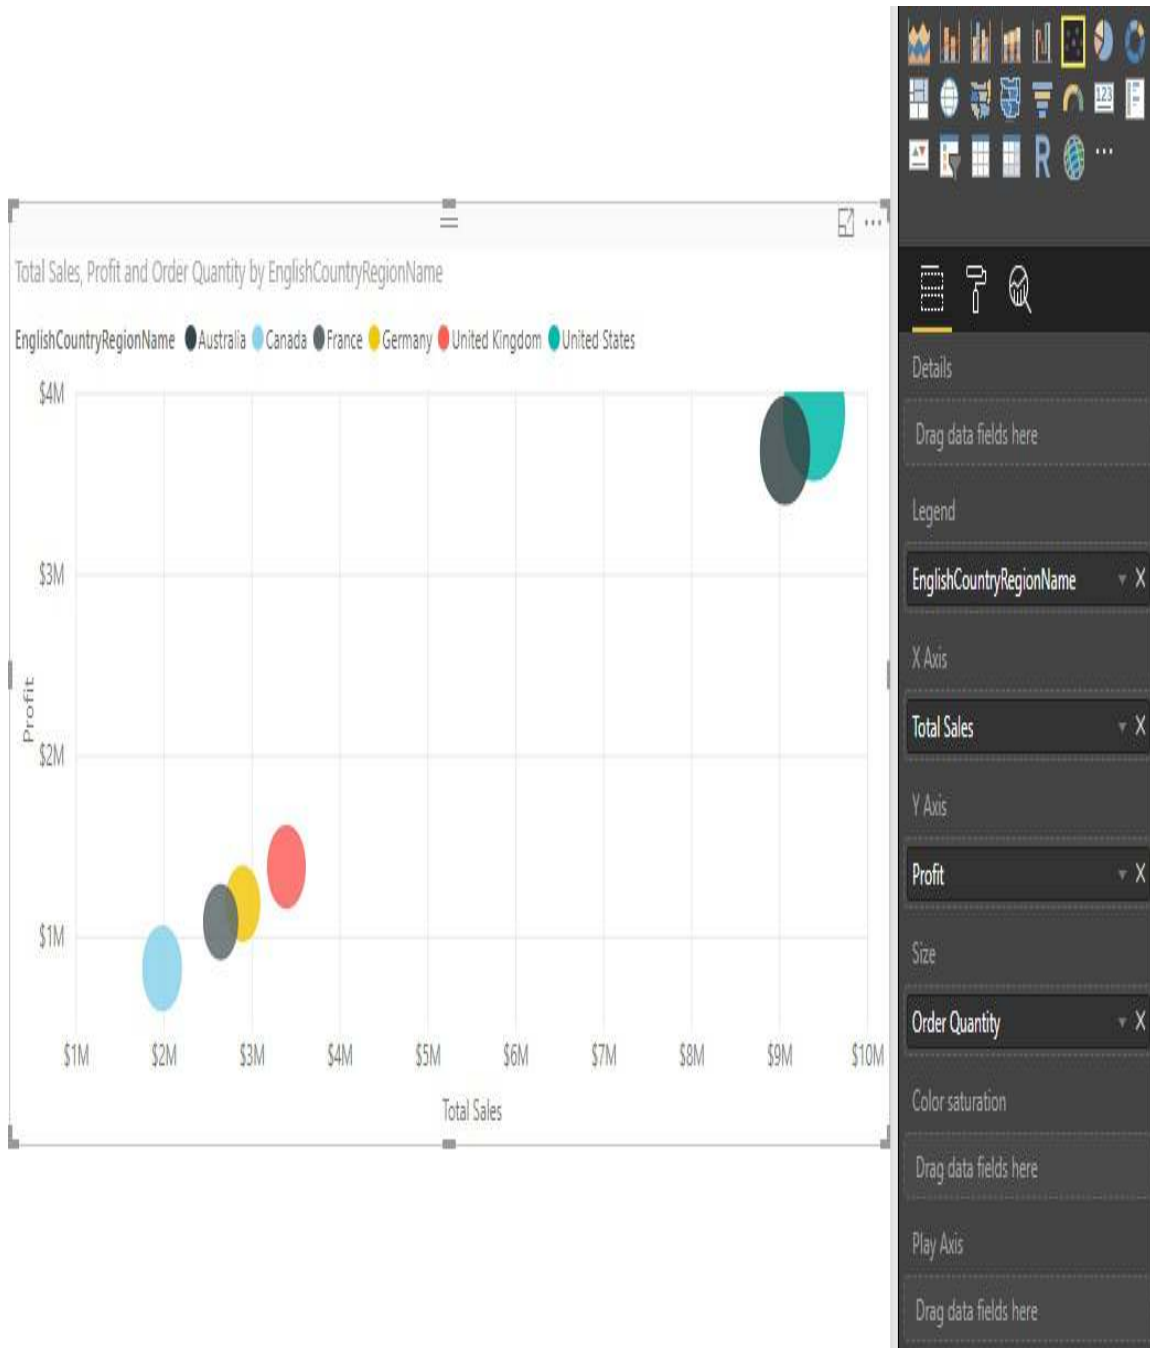 123
R
...
Total Sales, Profit and Order Quantity by EnglishCountryRegionName
EnglishCountryRegionName Australia Canada France Germany United Kingdom United States
$4M
$3M
$2M
$1M
Profit
$1M $2M $3M $4M $5M $6M $7M $8M $9M $10M
Total Sales
Details
Drag data fields here
Legend
EnglishCountryRegionName
X Axis
Total Sales
Y Axis
Profit
Size
Order Quantity
Color saturation
Drag data fields here
Play Axis
Drag data fields here